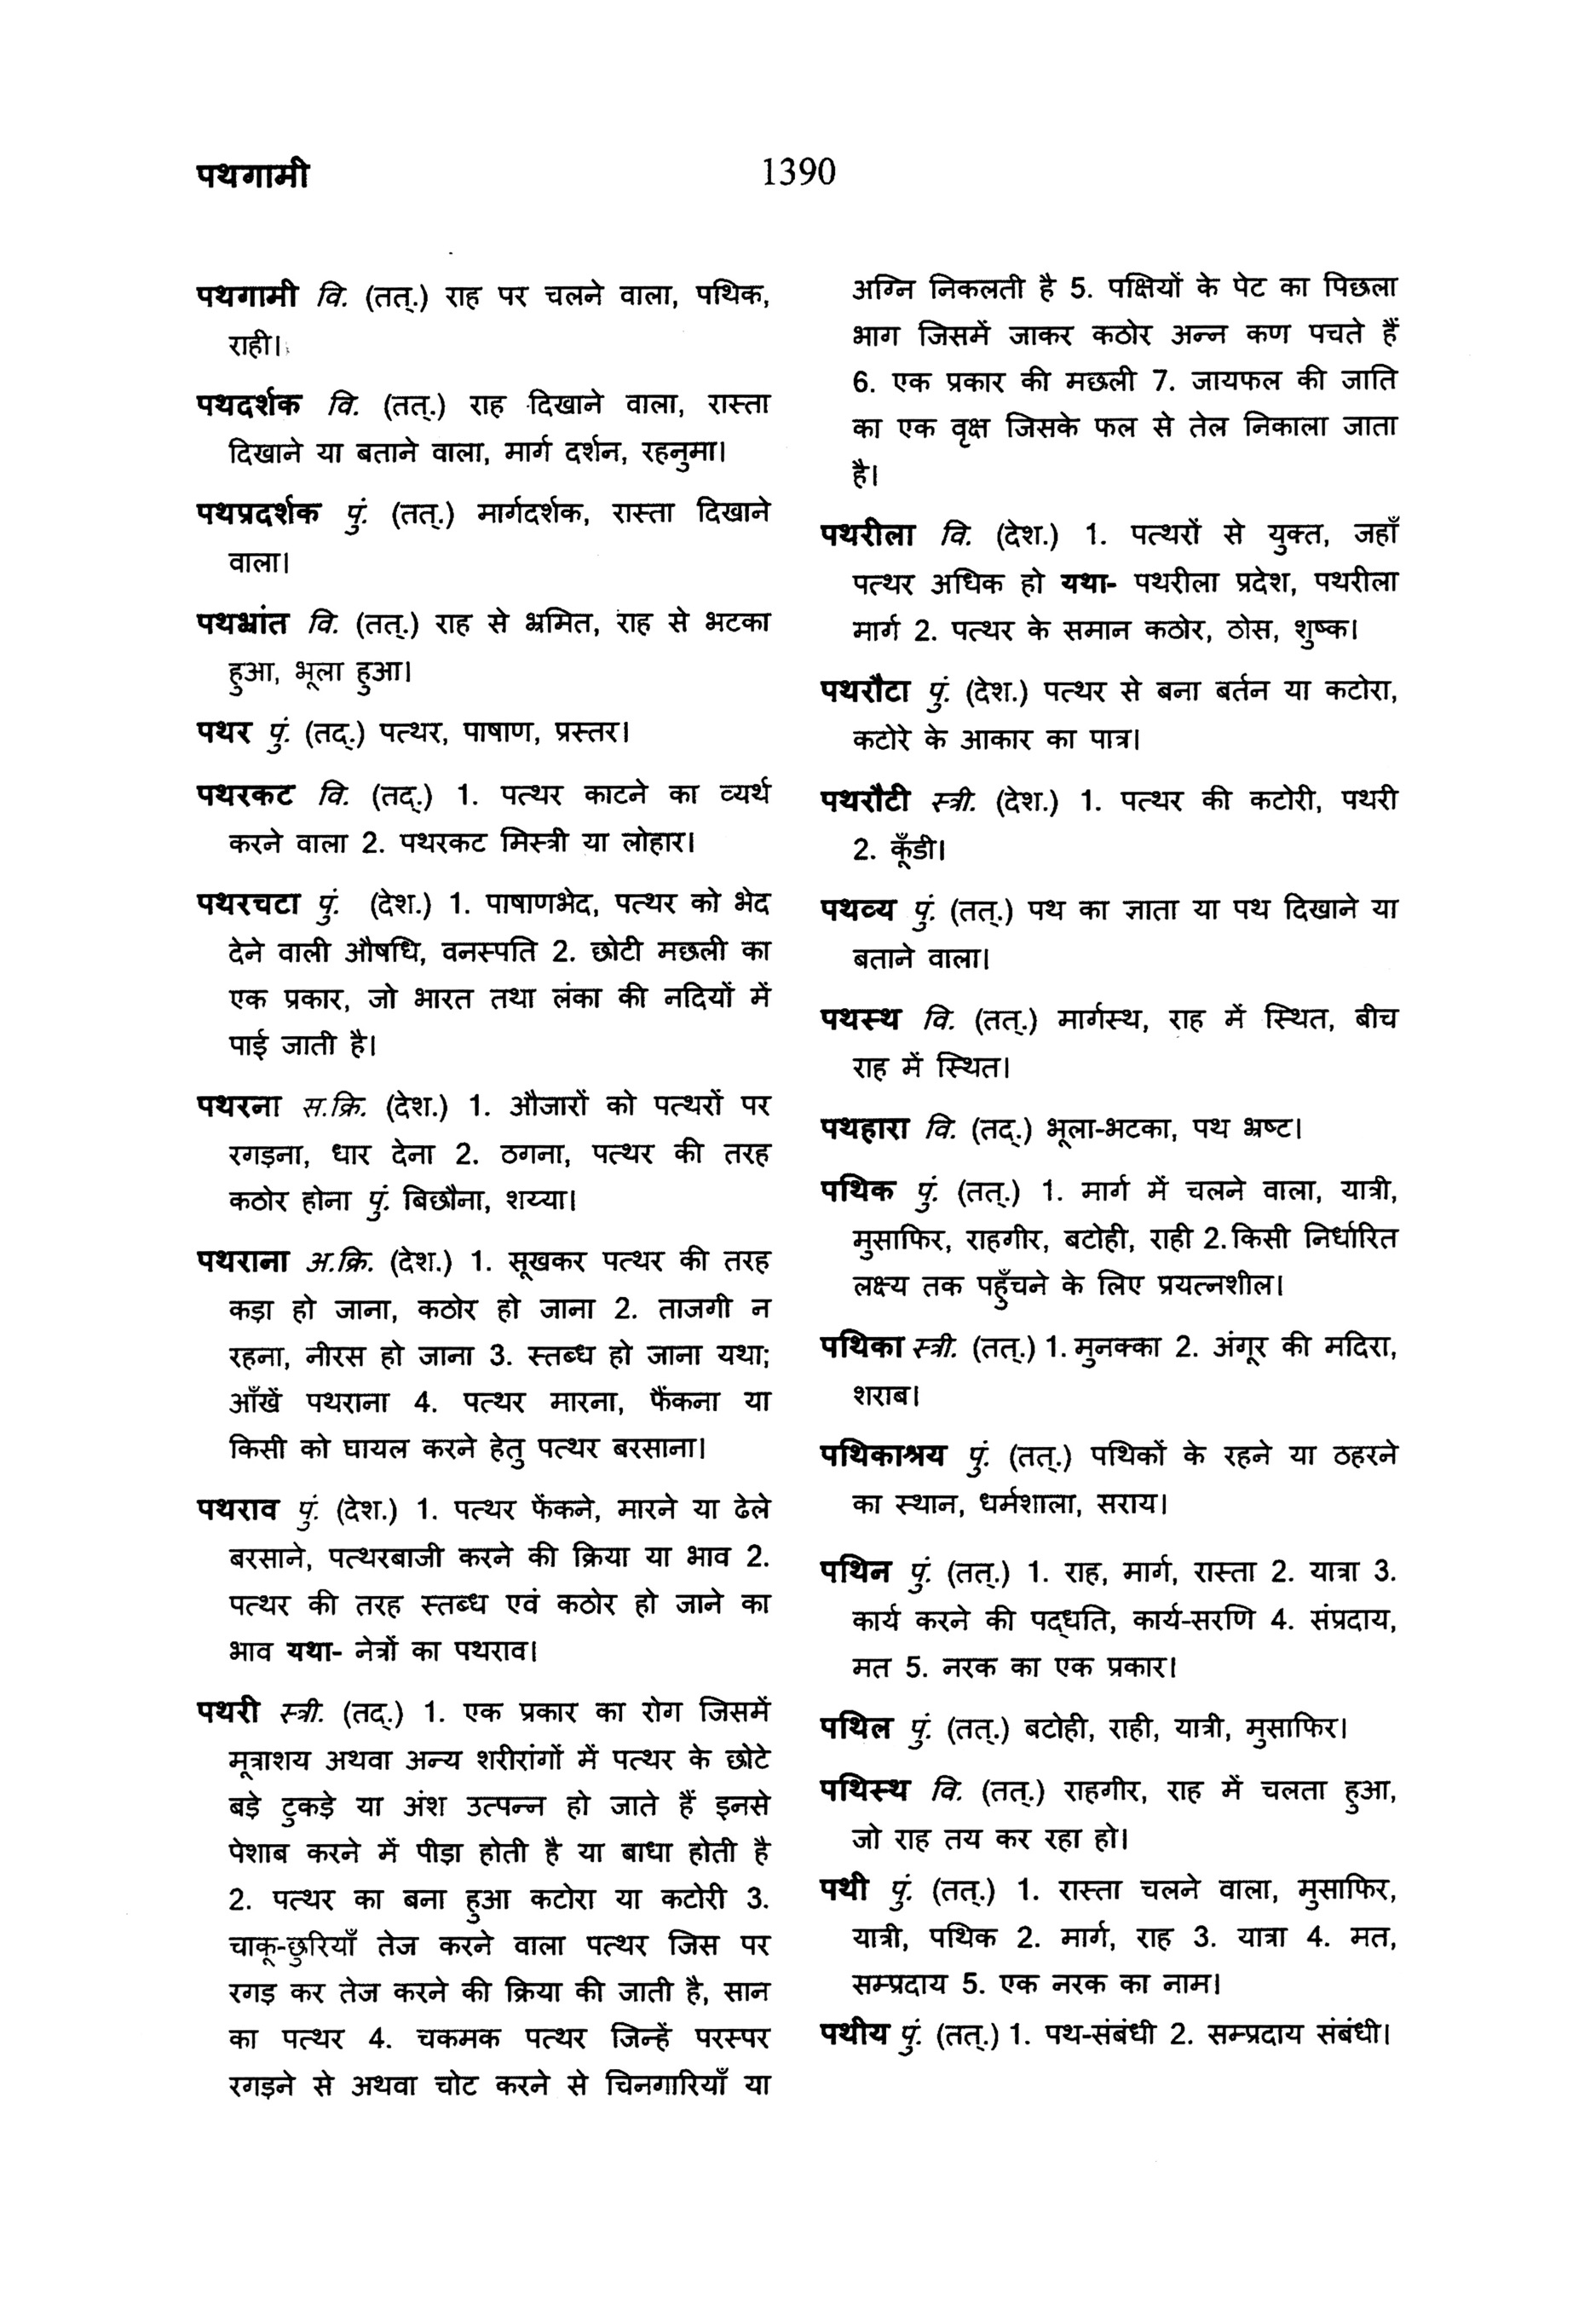 पथगामी
1390
पथगामी वि. (तत्.) राह पर चलने वाला, पथिक,
राही।
पथदर्शक वि. (तत्.) राह दिखाने वाला, रास्ता
दिखाने या बताने वाला, मार्ग दर्शन, रहनुमा।
पथप्रदर्शक पुं. (तत्.) मार्गदर्शक, रास्ता दिखाने
वाला।
पथभ्रांत वि. (तत्.) राह से भ्रमित, राह से भटका
हुआ, भूला हुआ।
पथर पुं. (तद्.) पत्थर, पाषाण, प्रस्तर।
पथरकट वि. (तद्.) 1. पत्थर काटने का व्यर्थ
करने वाला 2. पथरकट मिस्त्री या लोहार।
पथरचटा पुं. (देश.) 1. पाषाणभेद, पत्थर को भेद
देने वाली औषधि, वनस्पति 2. छोटी मछली का
एक प्रकार, जो भारत तथा लंका की नदियों में
पाई जाती है।
पथरना स.क्रि. (देश.) 1. औजारों को पत्थरों पर
रगड़ना, धार देना 2. ठगना, पत्थर की तरह
कठोर होना पुं. बिछौना, शय्या।
पथराना अ.क्रि. (देश.) 1. सूखकर पत्थर की तरह
कड़ा हो जाना, कठोर हो जाना 2. ताजगी न
रहना, नीरस हो जाना 3. स्तब्ध हो जाना यथा;
आँखें पथराना 4. पत्थर मारना, फैंकना या
किसी को घायल करने हेतु पत्थर बरसाना।
पथराव पुं. (देश.) 1. पत्थर फेंकने, मारने या ढेले
बरसाने, पत्थरबाजी करने की क्रिया या भाव 2.
पत्थर की तरह स्तब्ध एवं कठोर हो जाने का
भाव यथा- नेत्रों का पथराव।
पथरी स्त्री. (तद्.) 1. एक प्रकार का रोग जिसमें
मूत्राशय अथवा अन्य शरीरांगों में पत्थर के छोटे
बड़े टुकड़े या अंश उत्पन्न हो जाते हैं इनसे
पेशाब करने में पीड़ा होती है या बाधा होती है
2. पत्थर का बना हुआ कटोरा या कटोरी 3.
चाकू-छुरियाँ तेज करने वाला पत्थर जिस पर
रगड़ कर तेज करने की क्रिया की जाती है, सान
का पत्थर 4. चकमक पत्थर जिन्हें परस्पर
रगड़ने से अथवा चोट करने से चिनगारियाँ या
अग्नि निकलती है 5. पक्षियों के पेट का पिछला
भाग जिसमें जाकर कठोर अन्न कण पचते हैं
6. एक प्रकार की मछली 7. जायफल की जाति
का एक वृक्ष जिसके फल से तेल निकाला जाता
है।
पथरीला वि. (देश.) 1. पत्थरों से युक्त, जहाँ
पत्थर अधिक हो यथा- पथरीला प्रदेश, पथरीला
मार्ग 2. पत्थर के समान कठोर, ठोस, शुष्क।
पथरौटा पुं. (देश.) पत्थर से बना बर्तन या कटोरा,
कटोरे के आकार का पात्र।
पथरौटी स्त्री. (देश.) 1. पत्थर की कटोरी, पथरी
2. कूँडी।
पथव्य पुं. (तत्.) पथ का ज्ञाता या पथ दिखाने या
बताने वाला।
पथस्थ वि. (तत्.) मार्गस्थ, राह में स्थित, बीच
राह में स्थित।
पथहारा वि. (तद्.) भूला-भटका, पथ भ्रष्ट।
पथिक पुं. (तत्.) 1. मार्ग में चलने वाला, यात्री,
मुसाफिर, राहगीर, बटोही, राही 2. किसी निर्धारित
लक्ष्य तक पहुँचने के लिए प्रयत्नशील।
पथिका स्त्री. (तत्.) 1. मुनक्का 2. अंगूर की मदिरा,
शराब।
पथिकाश्रय पुं. (तत्.) पथिकों के रहने या ठहरने
का स्थान, धर्मशाला, सराय।
पथिन पुं. (तत्.) 1. राह, मार्ग, रास्ता 2. यात्रा 3.
कार्य करने की पद्धति, कार्य-सरणि 4. संप्रदाय,
मत 5. नरक का एक प्रकार।
पथिल पुं. (तत्.) बटोही, राही, यात्री, मुसाफिर।
पथिस्थ वि. (तत्.) राहगीर, राह में चलता हुआ,
जो राह तय कर रहा हो।
पथी पुं. (तत्.) 1. रास्ता चलने वाला, मुसाफिर,
यात्री, पथिक 2. मार्ग, राह 3. यात्रा 4. मत,
सम्प्रदाय 5. एक नरक का नाम।
पथीय पुं. (तत्.) 1. पथ-संबंधी 2. सम्प्रदाय संबंधी।